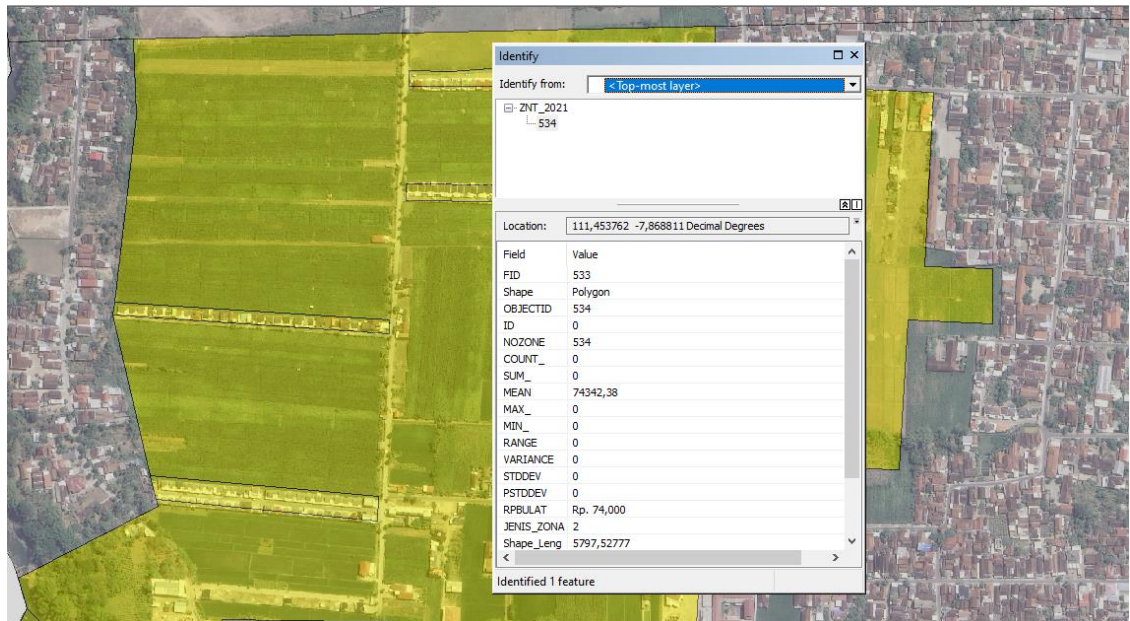 Identify
Identify from: <Top-most layer>
ZNT_2021
534
Location: 111,453762 -7,868811 Decimal Degrees
Field Value
FID 533
Shape Polygon
OBJECTID 534
ID 0
NOZONE 534
COUNT_ 0
SUM_ 0
MEAN 74342,38
MAX_ 0
MIN_ 0
RANGE 0
VARIANCE 0
STDDEV 0
PSTDDEV 0
RPBULAT Rp. 74,000
JENIS_ZONA 2
Shape_Leng 5797,52777
Identified 1 feature